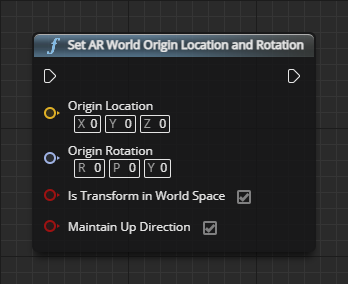 f Set AR World Origin Location and Rotation
Origin Location
X 0 Y 0 Z 0
Origin Rotation
R 0 P 0 Y 0
Is Transform in World Space
Maintain Up Direction